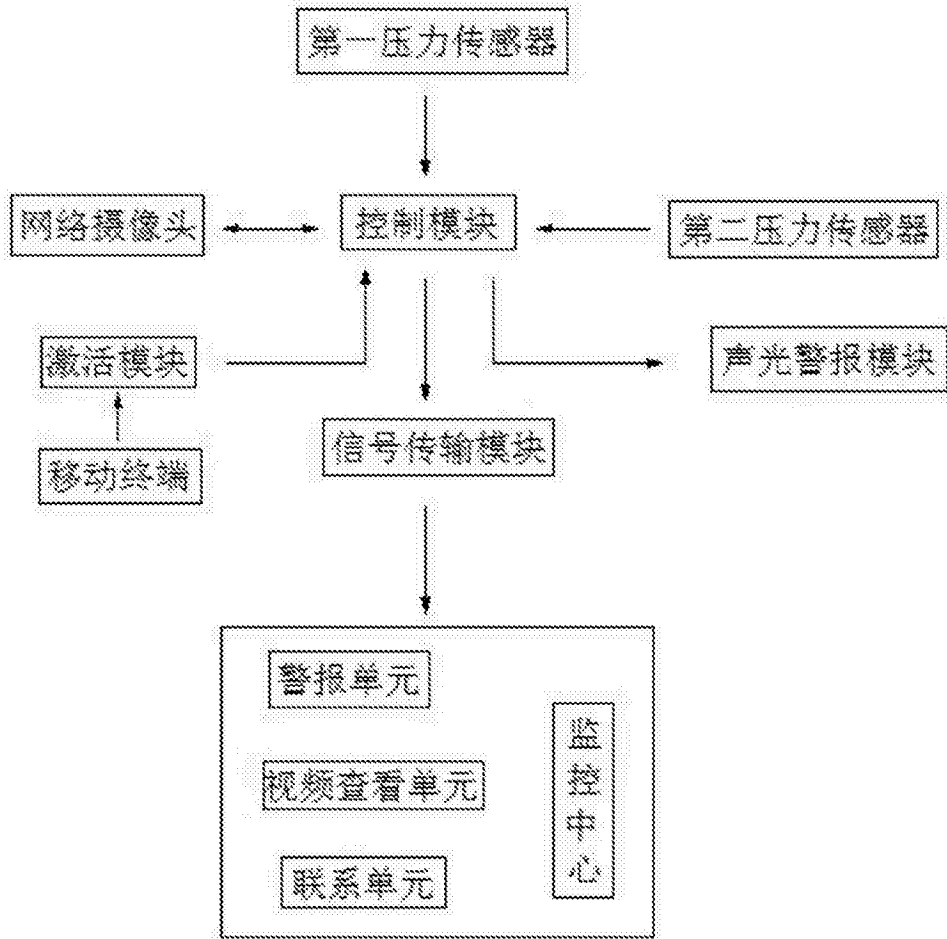 第一压力传感器
网络摄像头
控制模块
第二压力传感器
激活模块
声光警报模块
移动终端
信号传输模块
警报单元
视频查看单元
联系单元
监控中心